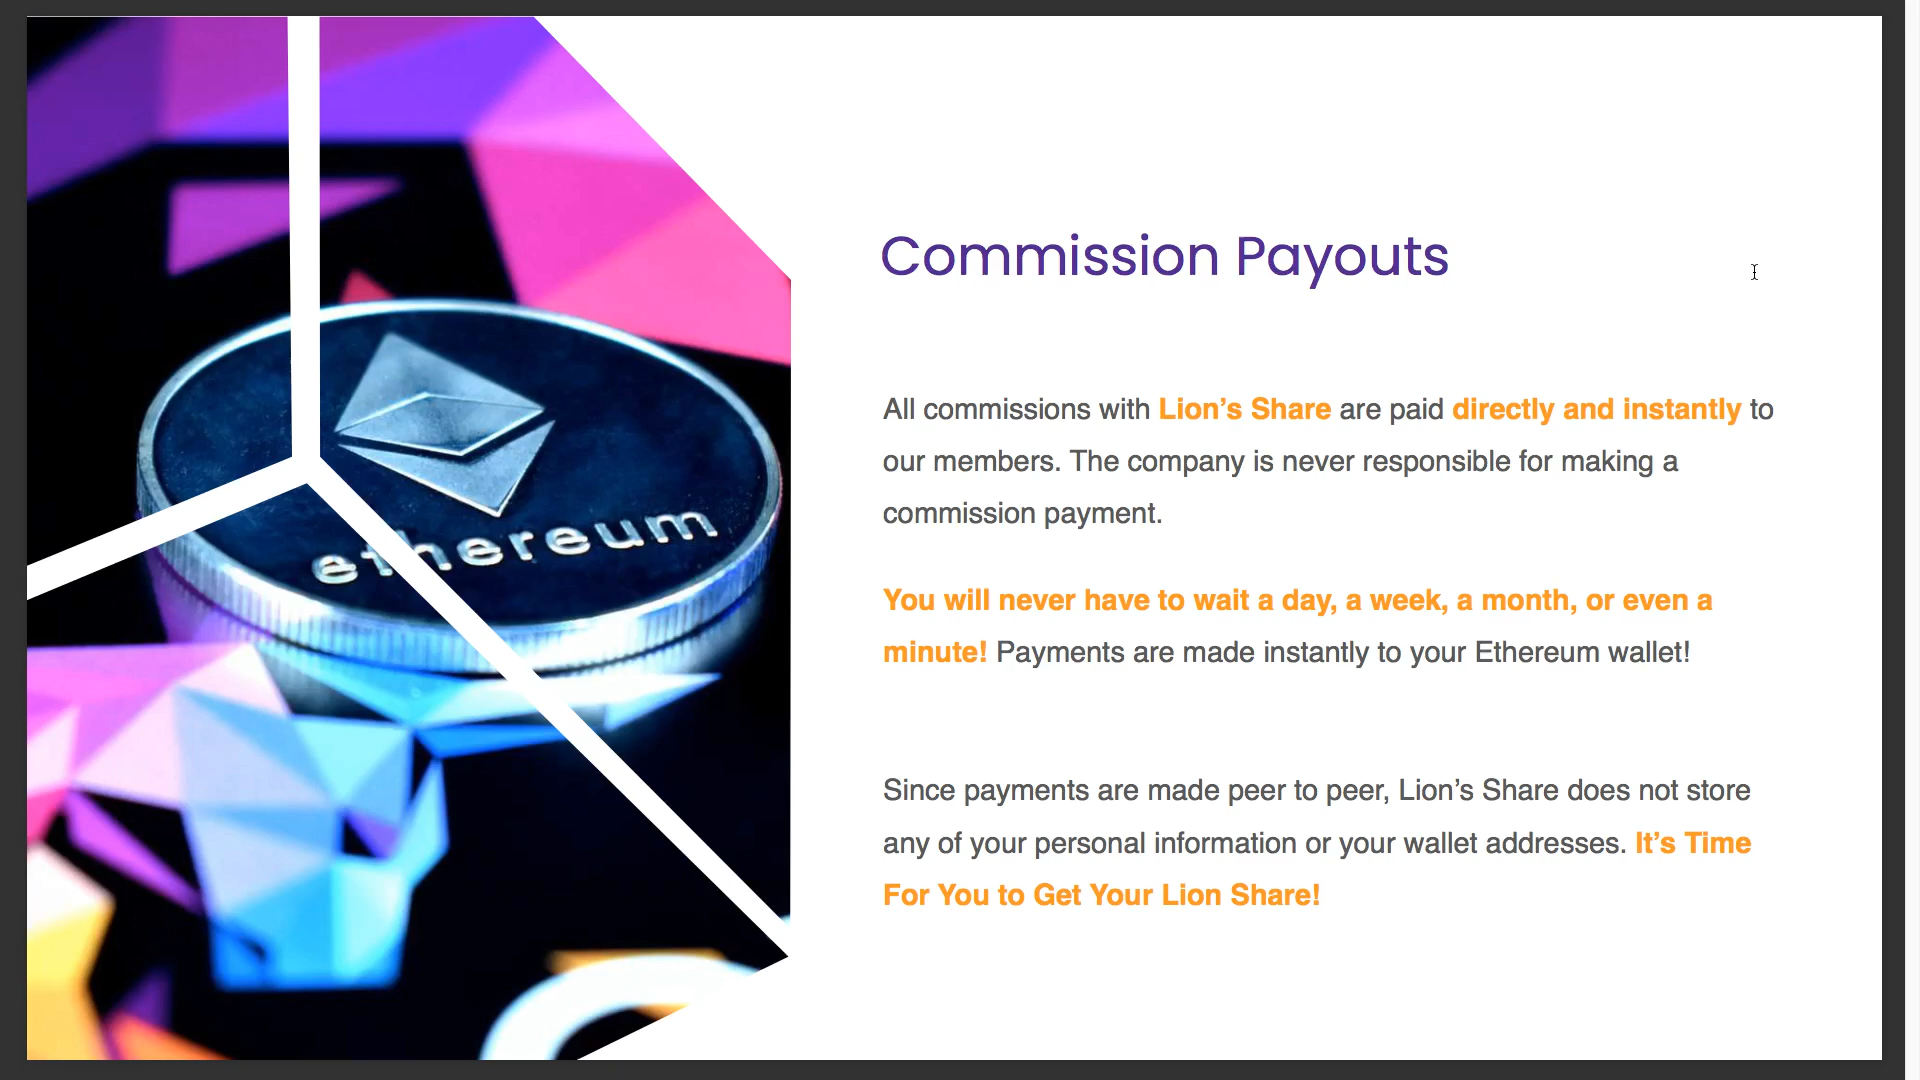 ethereum
Commission Payouts
All commissions with Lion’s Share are paid directly and instantly to
our members. The company is never responsible for making a
commission payment.
You will never have to wait a day, a week, a month, or even a
minute! Payments are made instantly to your Ethereum wallet!
Since payments are made peer to peer, Lion’s Share does not store
any of your personal information or your wallet addresses. It’s Time
For You to Get Your Lion Share!